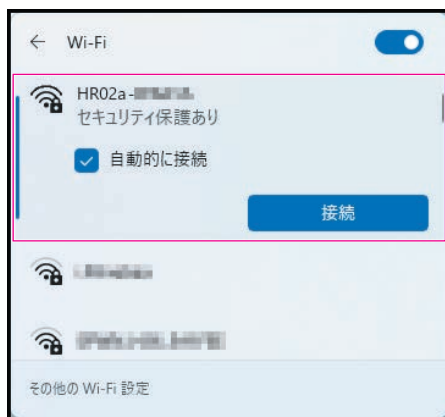 Wi-Fi
HR02a-
セキュリティ保護あり
自動的に接続
接続
その他の Wi-Fi 設定